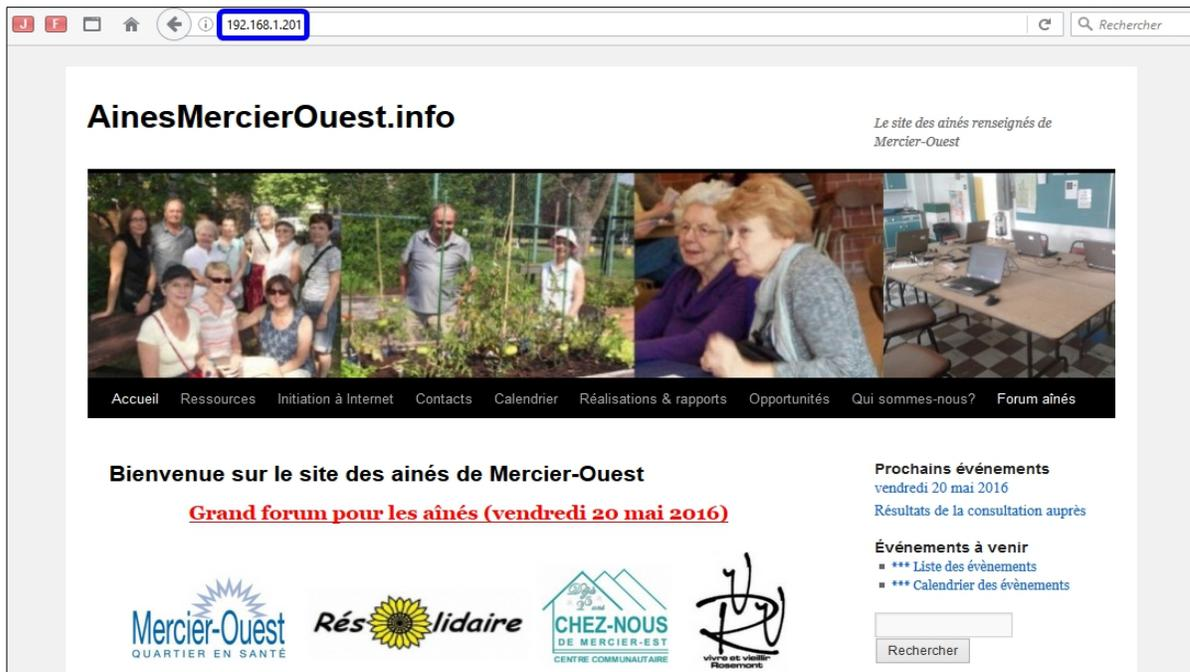 J F 192.168.1.201 Rechercher
AinesMercierOuest.info
Le site des ainés renseignés de
Mercier-Ouest
Accueil Ressources Initiation à Internet Contacts Calendrier Réalisations & rapports Opportunités Qui sommes-nous? Forum aînés
Bienvenue sur le site des ainés de Mercier-Ouest
Grand forum pour les aînés (vendredi 20 mai 2016)
Mercier-Ouest
QUARTIER EN SANTÉ
Rés lidaire
25
ans
CHEZ-NOUS
DE MERCIER-EST
CENTRE COMMUNAUTAIRE
vivre et vieillir
Rosemont
Prochains événements
vendredi 20 mai 2016
Résultats de la consultation auprès
Événements à venir
*** Liste des évènements
*** Calendrier des évènements
Rechercher